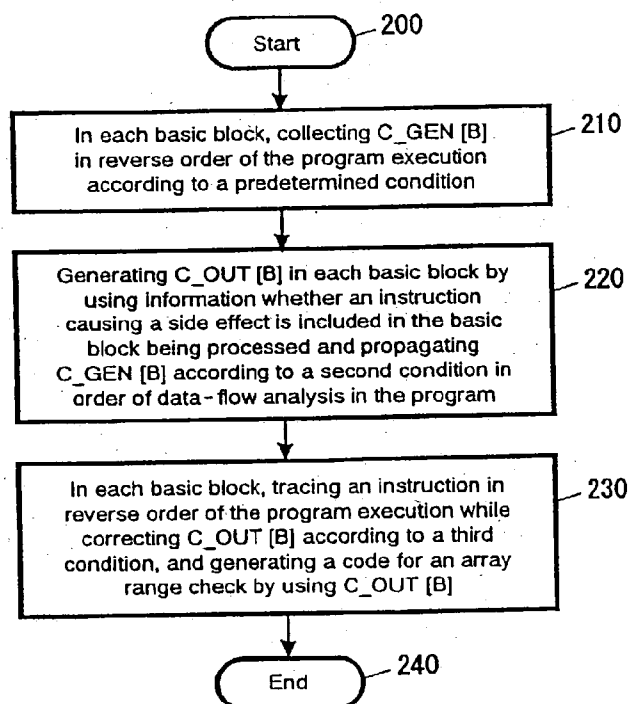 Start
200
In each basic block, collecting C_GEN [B]
in reverse order of the program execution
according to a predetermined condition
210
Generating C_OUT [B] in each basic block by
using information whether an instruction
causing a side effect is included in the basic
block being processed and propagating
C_GEN [B] according to a second condition in
order of data-flow analysis in the program
220
In each basic block, tracing an instruction in
reverse order of the program execution while
correcting C_OUT [B] according to a third
condition, and generating a code for an array
range check by using C_OUT [B]
230
End
240